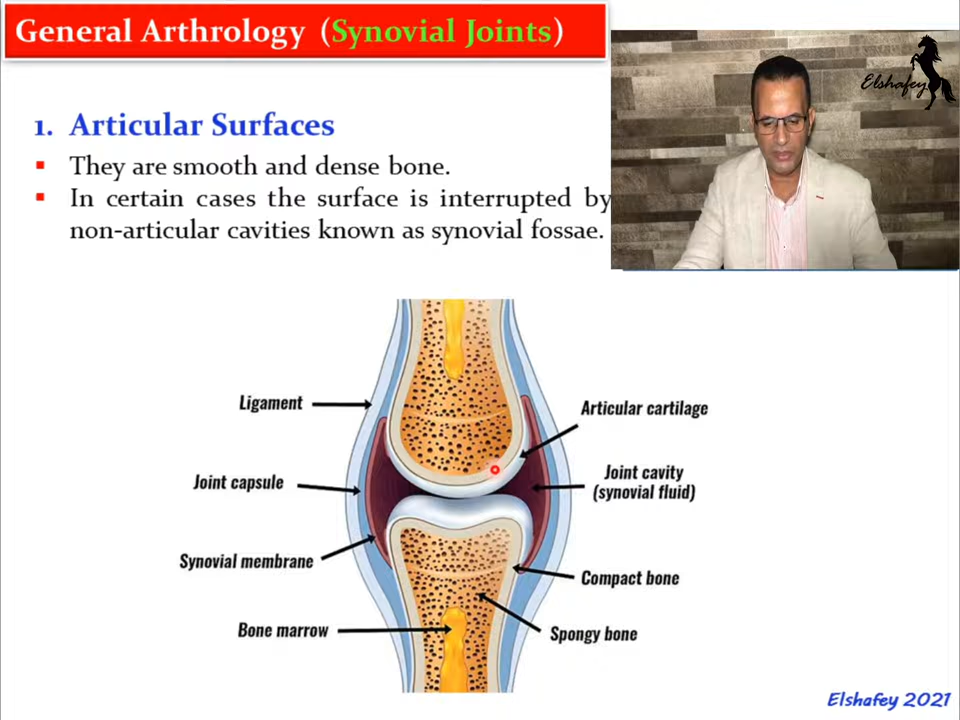 General Arthrology (Synovial Joints)
Elshafey
1. Articular Surfaces
▪ They are smooth and dense bone.
▪ In certain cases the surface is interrupted by
non-articular cavities known as synovial fossae.
Ligament
Articular cartilage
Joint capsule
Joint cavity
(synovial fluid)
Synovial membrane
Compact bone
Bone marrow
Spongy bone
Elshafey 2021